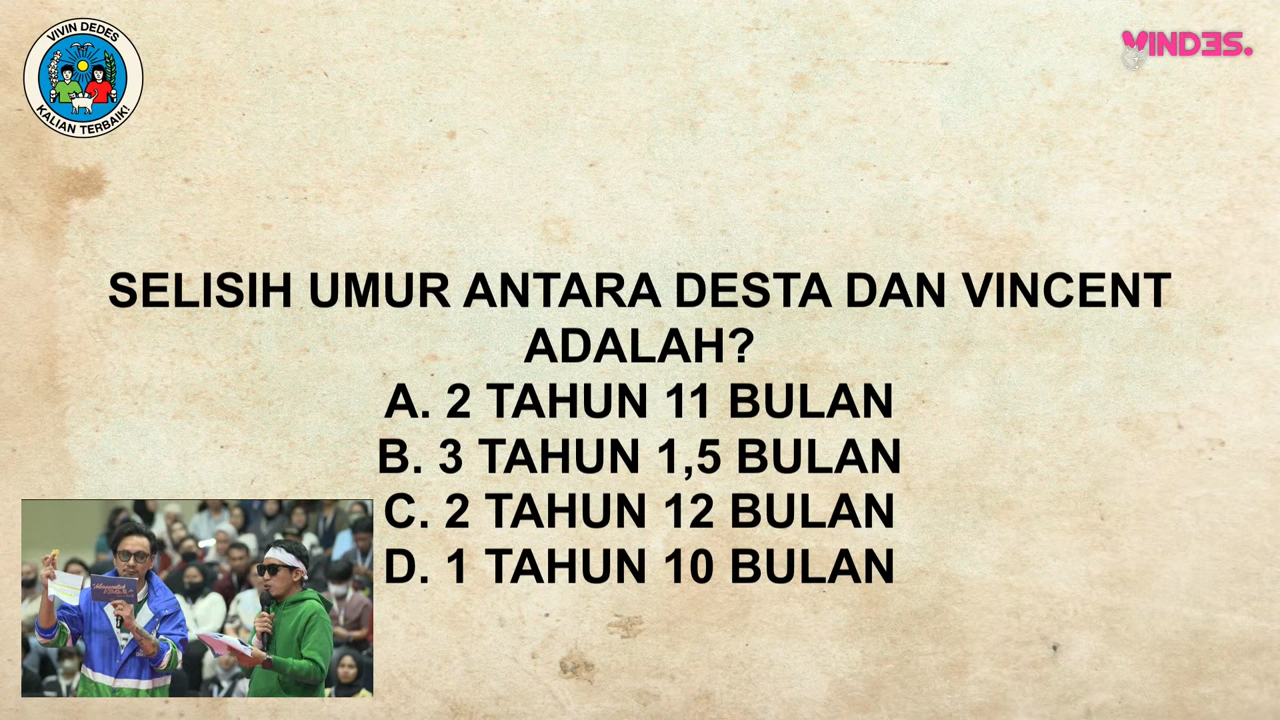 VIVIN DEDES
KALIAN TERBAIK!
VINDES.
SELISIH UMUR ANTARA DESTA DAN VINCENT
ADALAH?
A. 2 TAHUN 11 BULAN
B. 3 TAHUN 1,5 BULAN
C. 2 TAHUN 12 BULAN
D. 1 TAHUN 10 BULAN